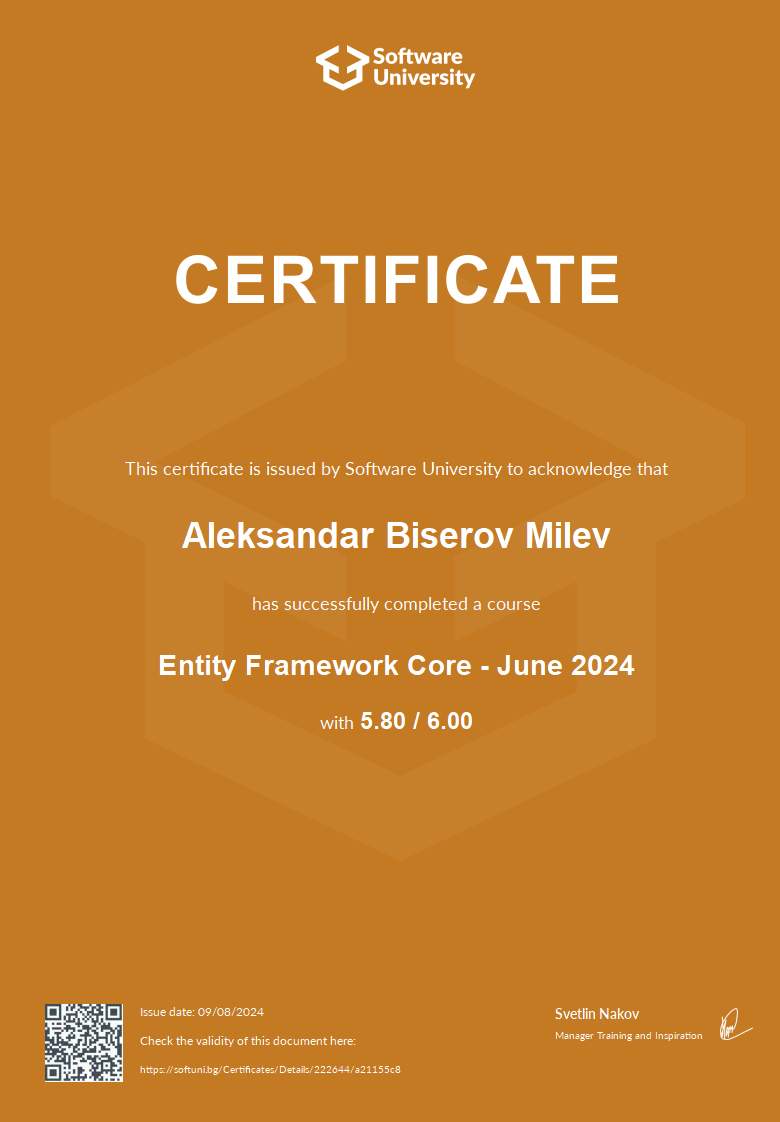 Software
University
CERTIFICATE
This certificate is issued by Software University to acknowledge that
Aleksandar Biserov Milev
has successfully completed a course
Entity Framework Core - June 2024
with 5.80 / 6.00
Issue date: 09/08/2024
Check the validity of this document here:
https://softuni.bg/Certificates/Details/222644/a21155c8
Svetlin Nakov
Manager Training and Inspiration